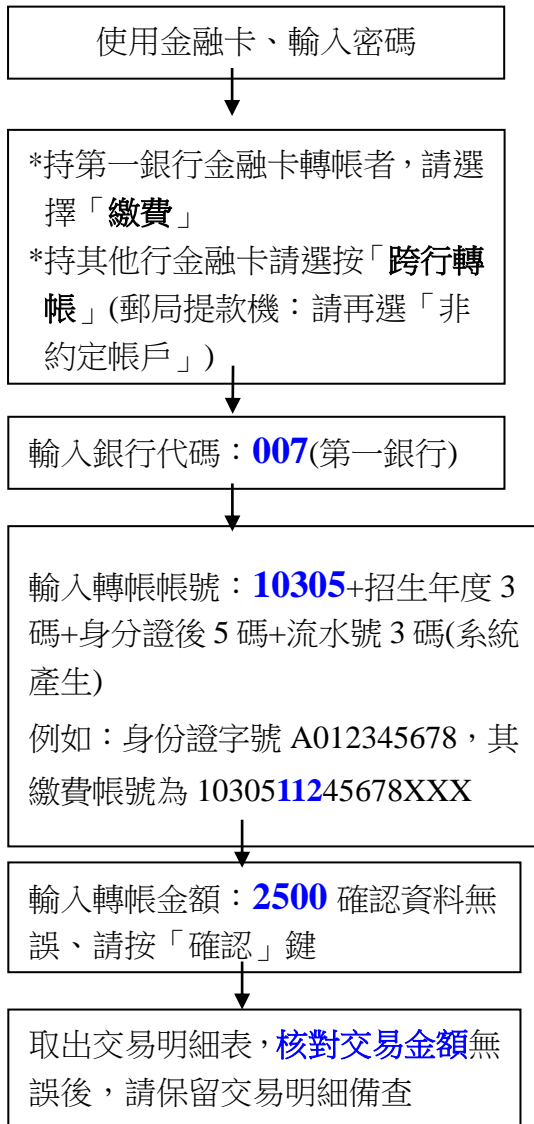 使用金融卡、輸入密碼
*持第一銀行金融卡轉帳者，請選
擇「繳費」
*持其他行金融卡請選按「跨行轉
帳」(郵局提款機：請再選「非
約定帳戶」)
輸入銀行代碼：007(第一銀行)
輸入轉帳帳號：10305+招生年度 3
碼+身分證後 5 碼+流水號 3 碼(系統
產生)
例如：身份證字號 A012345678，其
繳費帳號為 1030511245678XXX
輸入轉帳金額：2500 確認資料無
誤、請按「確認」鍵
取出交易明細表，核對交易金額無
誤後，請保留交易明細備查